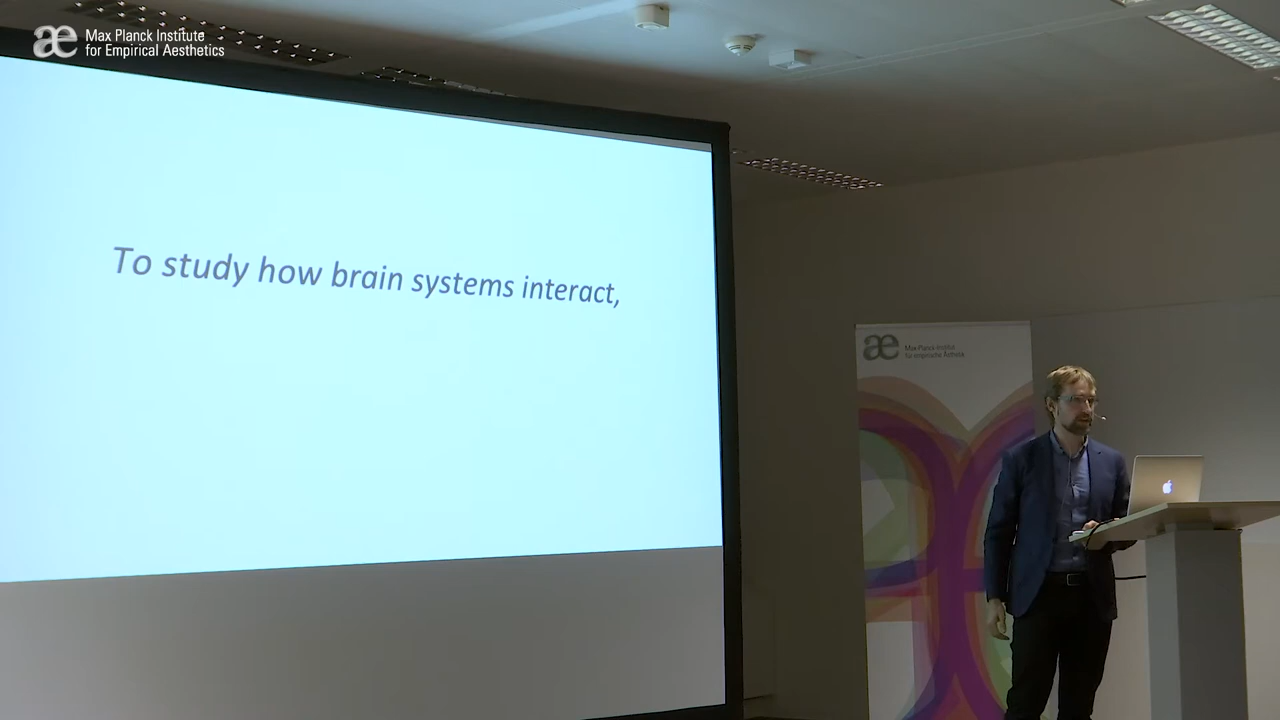 æ Max Planck Institute
for Empirical Aesthetics
To study how brain systems interact,
æ Max-Planck-Institut
für empirische Ästhetik